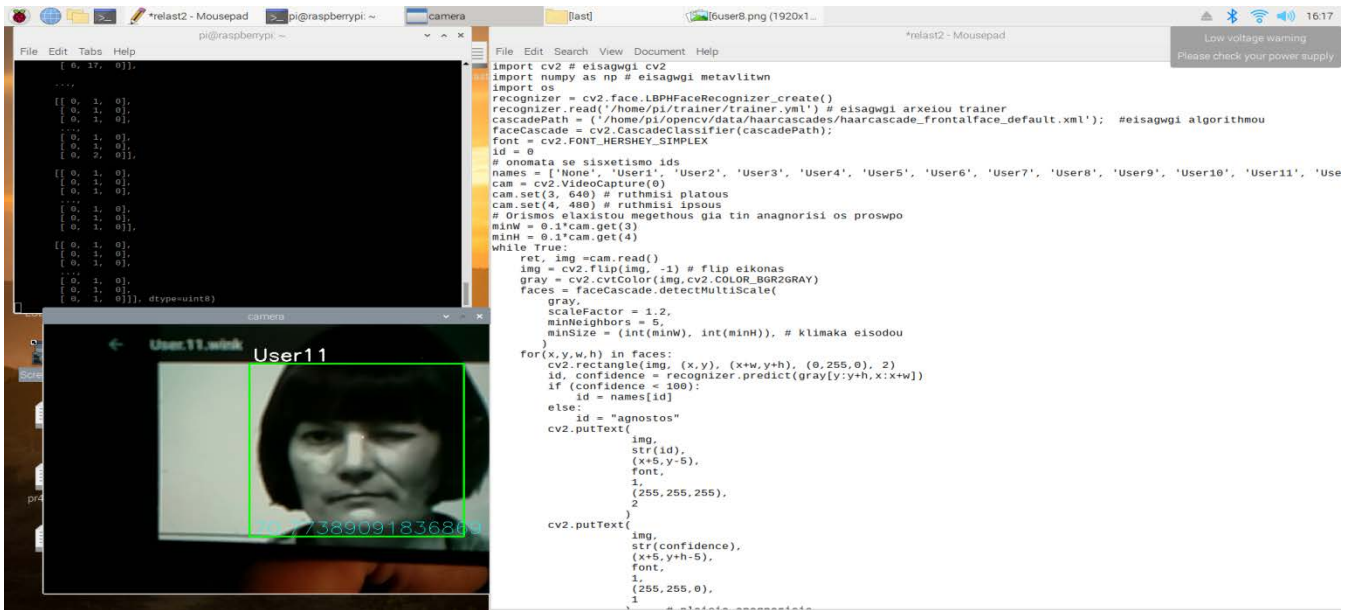 *relast2 - Mousepad
pi@raspberrypi: ~
camera
[last]
[6user8.png (1920x1...
16:17
Low voltage warning
Please check your power supply
pi@raspberrypi: ~
File Edit Tabs Help
[ 6, 17, 0]],
...,
[[ 0, 1, 0],
[ 0, 1, 0],
[ 0, 1, 0],
...,
[ 0, 1, 0],
[ 0, 1, 0],
[ 0, 2, 0]],
[[ 0, 1, 0],
[ 0, 1, 0],
[ 0, 1, 0],
...,
[ 0, 1, 0],
[ 0, 1, 0],
[ 0, 1, 0]],
[[ 0, 1, 0],
[ 0, 1, 0],
[ 0, 1, 0],
...,
[ 0, 1, 0],
[ 0, 1, 0],
[ 0, 1, 0]]], dtype=uint8)
camera
User.11.wink
User11
Scre
pr4
*relast2 - Mousepad
File Edit Search View Document Help
import cv2 # eisagwgi cv2
import numpy as np # eisagwgi metavlitwn
import os
recognizer = cv2.face.LBPHFaceRecognizer_create()
recognizer.read('/home/pi/trainer/trainer.yml') # eisagwgi arxeiou trainer
cascadePath = ('/home/pi/opencv/data/haarcascades/haarcascade_frontalface_default.xml'); #eisagwgi algorithmou
faceCascade = cv2.CascadeClassifier(cascadePath);
font = cv2.FONT_HERSHEY_SIMPLEX
id = 0
# onomata se sisxetismo ids
names = ['None', 'User1', 'User2', 'User3', 'User4', 'User5', 'User6', 'User7', 'User8', 'User9', 'User10', 'User11', 'Use
cam = cv2.VideoCapture(0)
cam.set(3, 640) # ruthmisi platous
cam.set(4, 480) # ruthmisi ipsous
# Orismos elaxistou megethous gia tin anagnorisi os proswpo
minW = 0.1*cam.get(3)
minH = 0.1*cam.get(4)
while True:
ret, img =cam.read()
img = cv2.flip(img, -1) # flip eikonas
gray = cv2.cvtColor(img,cv2.COLOR_BGR2GRAY)
faces = faceCascade.detectMultiScale(
gray,
scaleFactor = 1.2,
minNeighbors = 5,
minSize = (int(minW), int(minH)), # klimaka eisodou
)
for(x,y,w,h) in faces:
cv2.rectangle(img, (x,y), (x+w,y+h), (0,255,0), 2)
id, confidence = recognizer.predict(gray[y:y+h,x:x+w])
if (confidence < 100):
id = names[id]
else:
id = "agnostos"
cv2.putText(
img,
str(id),
(x+5,y-5),
font,
1,
(255,255,255),
2
)
cv2.putText(
img,
str(confidence),
(x+5,y+h-5),
font,
1,
(255,255,0),
1